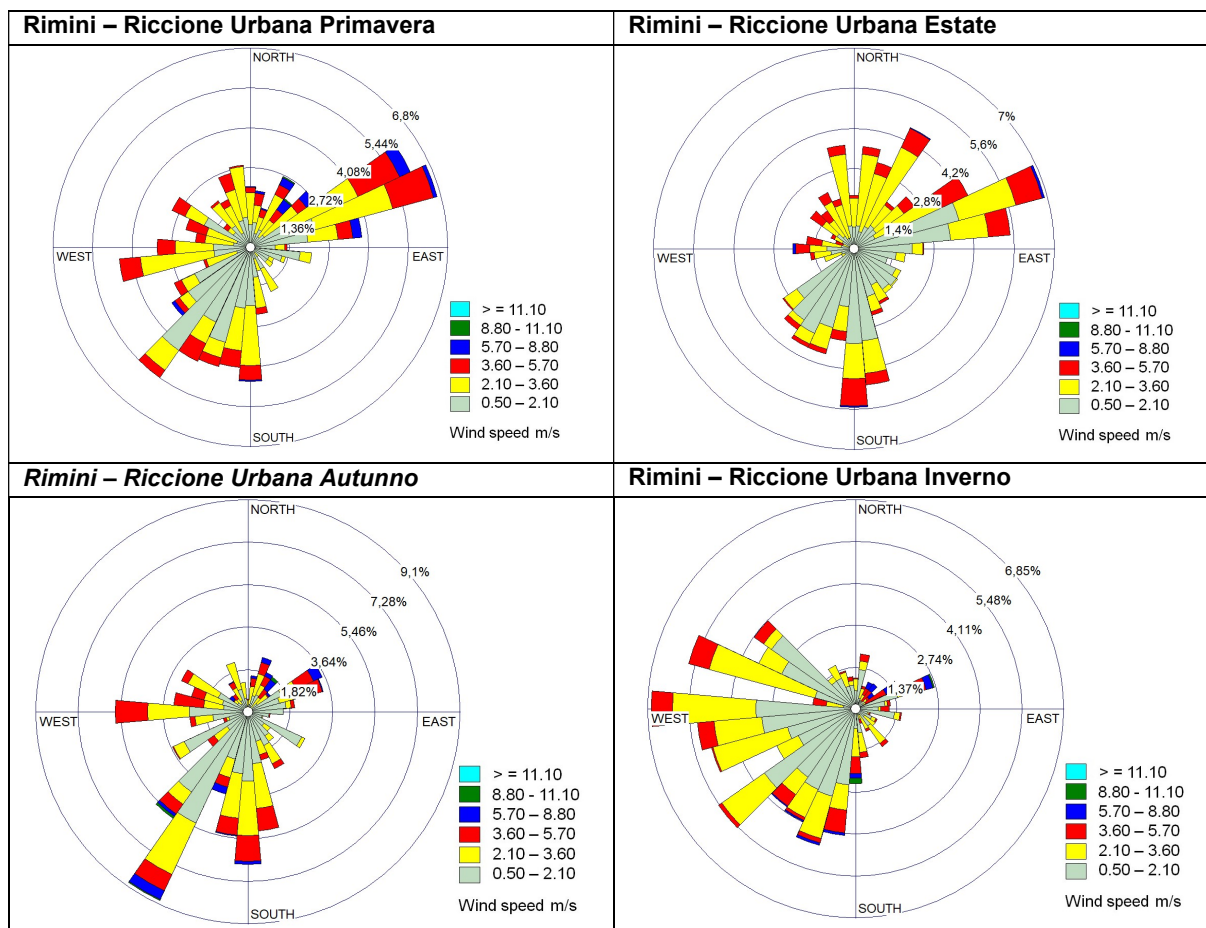 Rimini – Riccione Urbana Primavera
NORTH
6,8%
5,44%
4,08%
2,72%
1,36%
WEST
EAST
SOUTH
> = 11.10
8.80 - 11.10
5.70 – 8.80
3.60 – 5.70
2.10 – 3.60
0.50 – 2.10
Wind speed m/s
Rimini – Riccione Urbana Estate
NORTH
7%
5,6%
4,2%
2,8%
1,4%
WEST
EAST
SOUTH
> = 11.10
8.80 - 11.10
5.70 – 8.80
3.60 – 5.70
2.10 – 3.60
0.50 – 2.10
Wind speed m/s
Rimini – Riccione Urbana Autunno
NORTH
9,1%
7,28%
5,46%
3,64%
1,82%
WEST
EAST
SOUTH
> = 11.10
8.80 - 11.10
5.70 – 8.80
3.60 – 5.70
2.10 – 3.60
0.50 – 2.10
Wind speed m/s
Rimini – Riccione Urbana Inverno
NORTH
6,85%
5,48%
4,11%
2,74%
1,37%
WEST
EAST
SOUTH
> = 11.10
8.80 - 11.10
5.70 – 8.80
3.60 – 5.70
2.10 – 3.60
0.50 – 2.10
Wind speed m/s